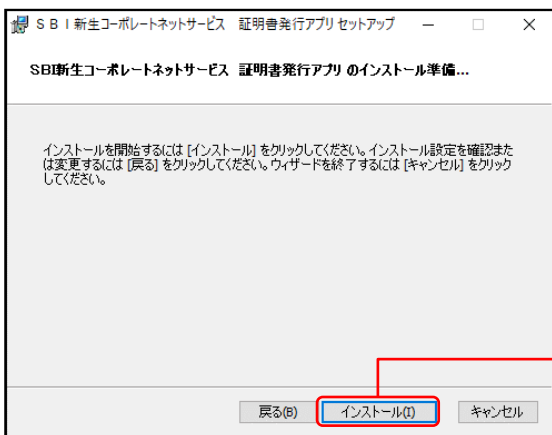 ＳＢＩ新生コーポレートネットサービス　証明書発行アプリ セットアップ
SBI新生コーポレートネットサービス　証明書発行アプリ のインストール準備...
インストールを開始するには [インストール] をクリックしてください。インストール設定を確認また
は変更するには [戻る] をクリックしてください。ウィザードを終了するには [キャンセル] をクリック
してください。
戻る(B)　インストール(I)　キャンセル